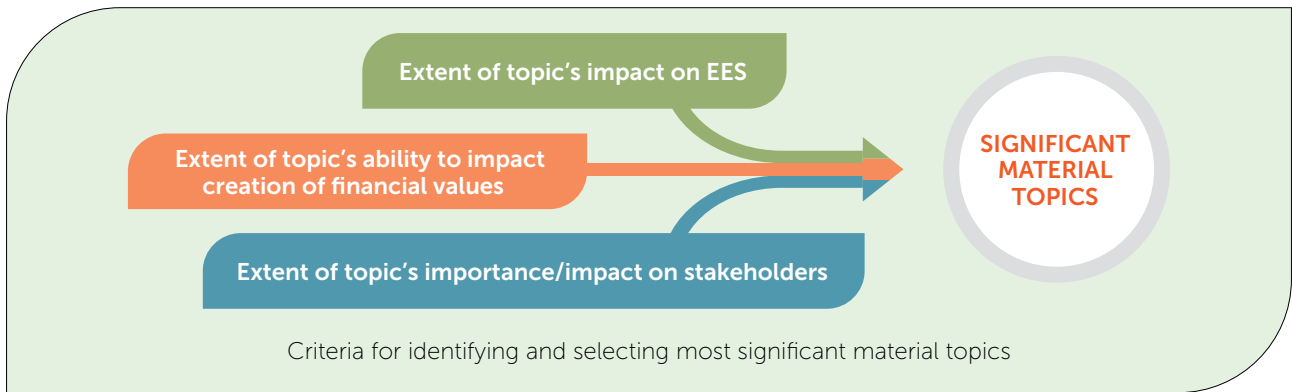 Extent of topic's impact on EES
Extent of topic's ability to impact
creation of financial values
Extent of topic's importance/impact on stakeholders
SIGNIFICANT
MATERIAL
TOPICS
Criteria for identifying and selecting most significant material topics